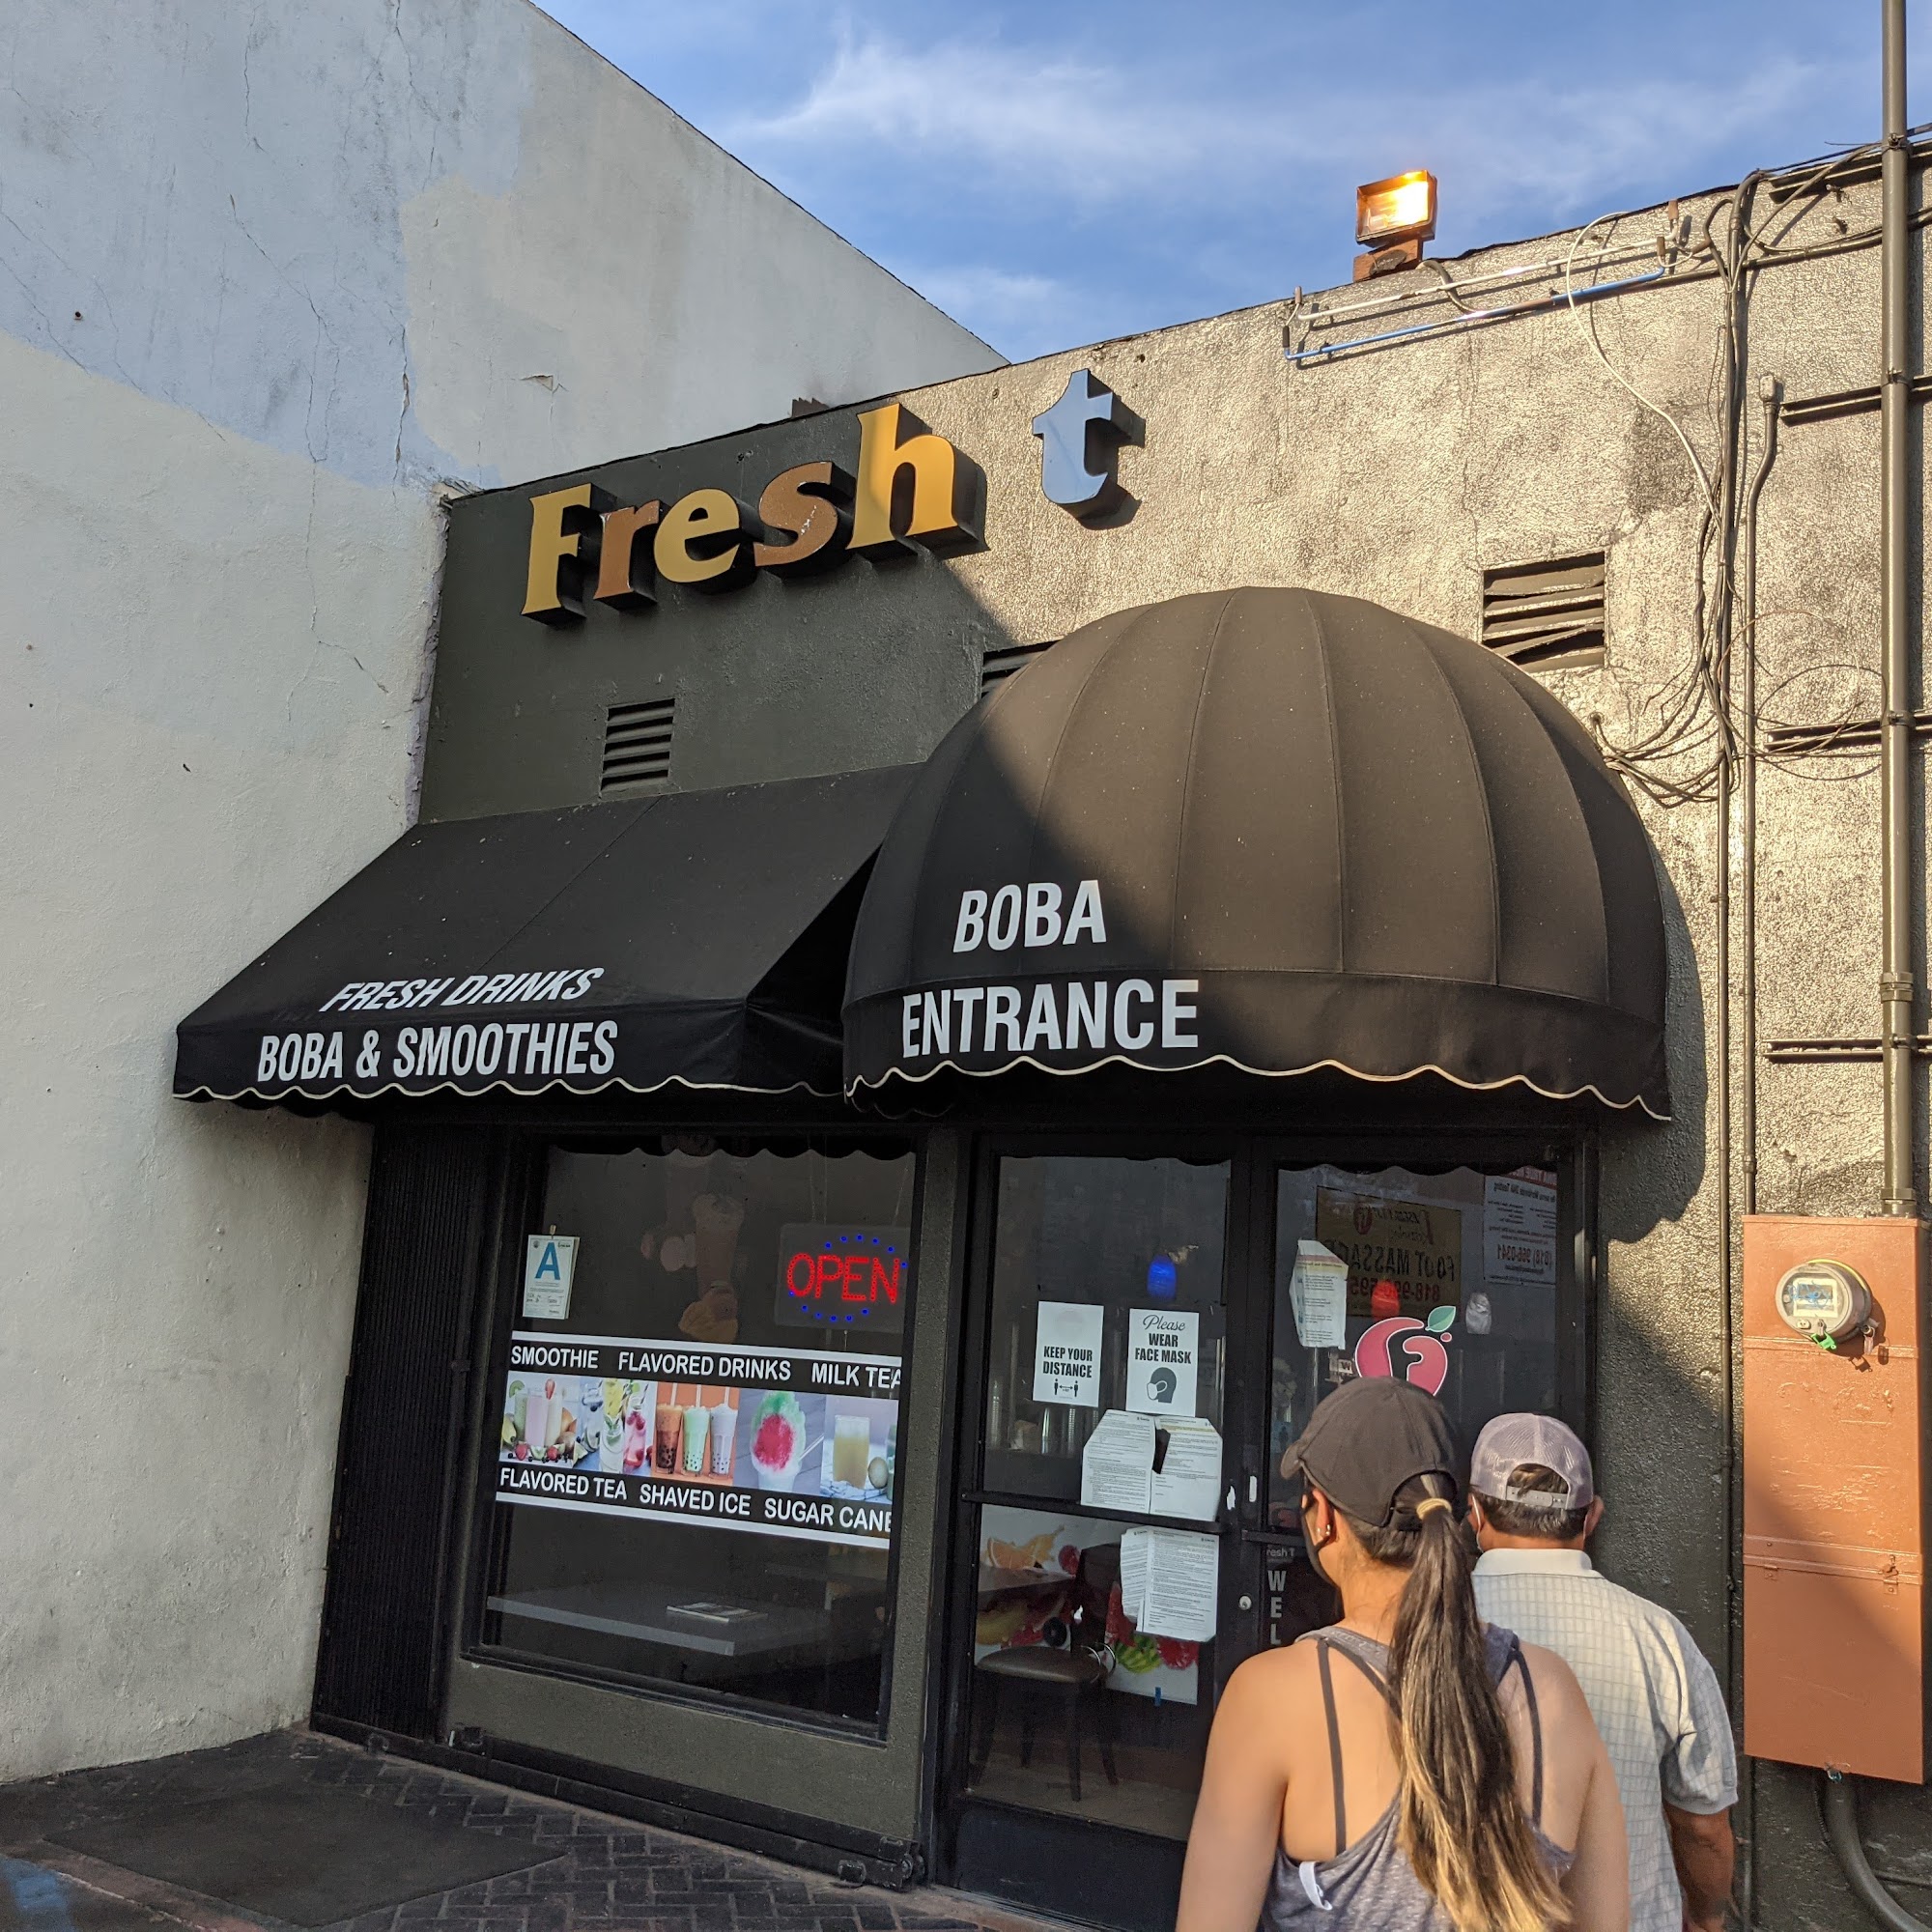 Fresh t
FRESH DRINKS
BOBA & SMOOTHIES
BOBA
ENTRANCE
A
OPEN
SMOOTHIE FLAVORED DRINKS MILK TEA
FLAVORED TEA SHAVED ICE SUGAR CANE
KEEP YOUR
DISTANCE
Please
WEAR
FACE MASK
FOOT MASSAGE
F
fresh T
W
E
L